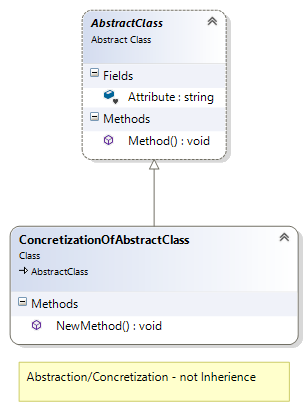 AbstractClass
Abstract Class
Fields
Attribute : string
Methods
Method() : void
ConcretizationOfAbstractClass
Class
AbstractClass
Methods
NewMethod() : void
Abstraction/Concretization - not Inherience